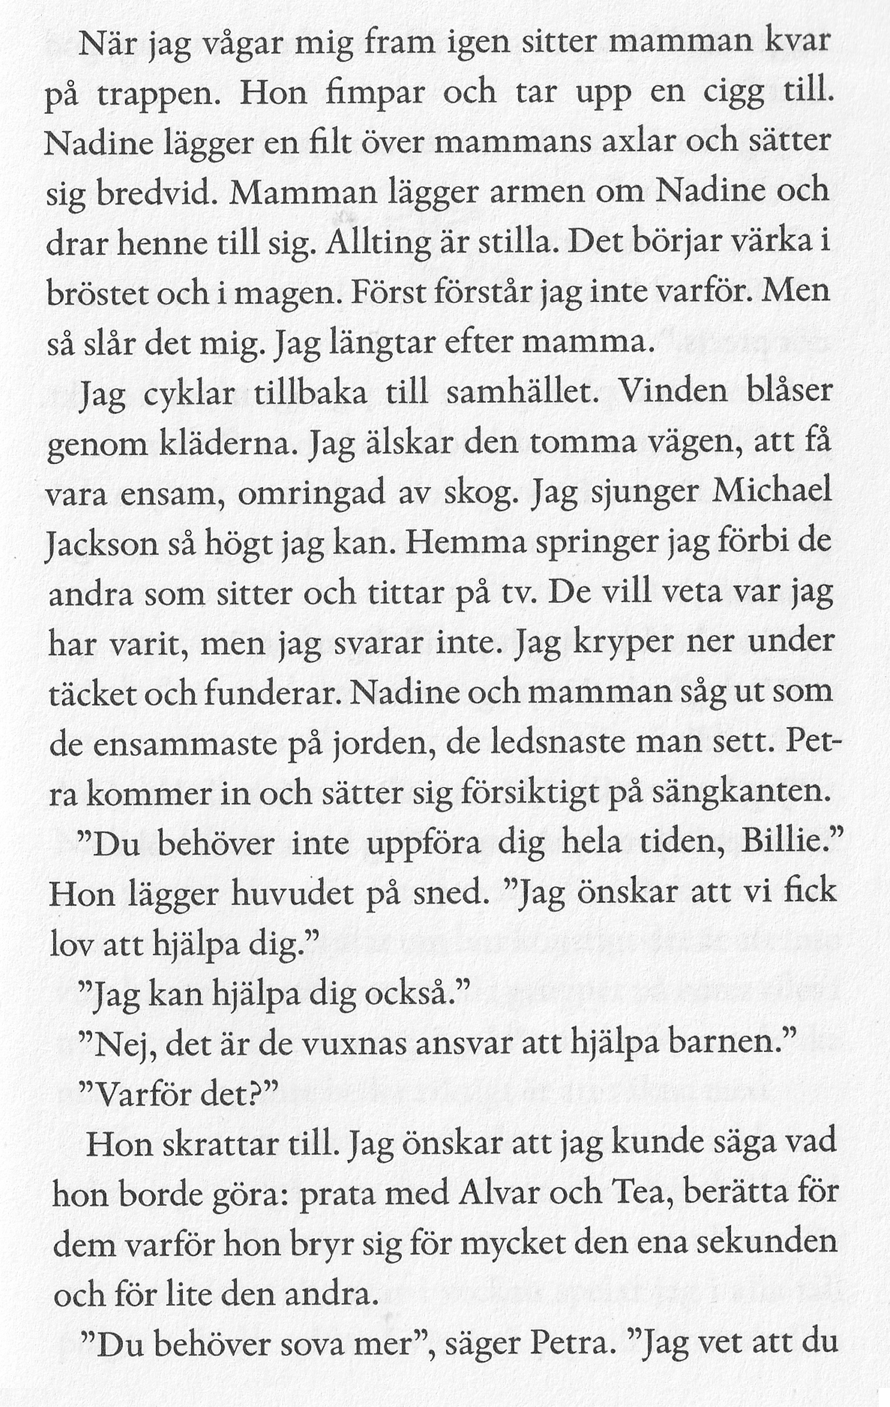 När jag vågar mig fram igen sitter mamman kvar
på trappen. Hon fimpar och tar upp en cigg till.
Nadine lägger en filt över mammans axlar och sätter
sig bredvid. Mamman lägger armen om Nadine och
drar henne till sig. Allting är stilla. Det börjar värka i
bröstet och i magen. Först förstår jag inte varför. Men
så slår det mig. Jag längtar efter mamma.
Jag cyklar tillbaka till samhället. Vinden blåser
genom kläderna. Jag älskar den tomma vägen, att få
vara ensam, omringad av skog. Jag sjunger Michael
Jackson så högt jag kan. Hemma springer jag förbi de
andra som sitter och tittar på tv. De vill veta var jag
har varit, men jag svarar inte. Jag kryper ner under
täcket och funderar. Nadine och mamman såg ut som
de ensammaste på jorden, de ledsnaste man sett. Pet-
ra kommer in och sätter sig försiktigt på sängkanten.
”Du behöver inte uppföra dig hela tiden, Billie.”
Hon lägger huvudet på sned. ”Jag önskar att vi fick
lov att hjälpa dig.”
”Jag kan hjälpa dig också.”
”Nej, det är de vuxnas ansvar att hjälpa barnen.”
”Varför det?”
Hon skrattar till. Jag önskar att jag kunde säga vad
hon borde göra: prata med Alvar och Tea, berätta för
dem varför hon bryr sig för mycket den ena sekunden
och för lite den andra.
”Du behöver sova mer”, säger Petra. ”Jag vet att du